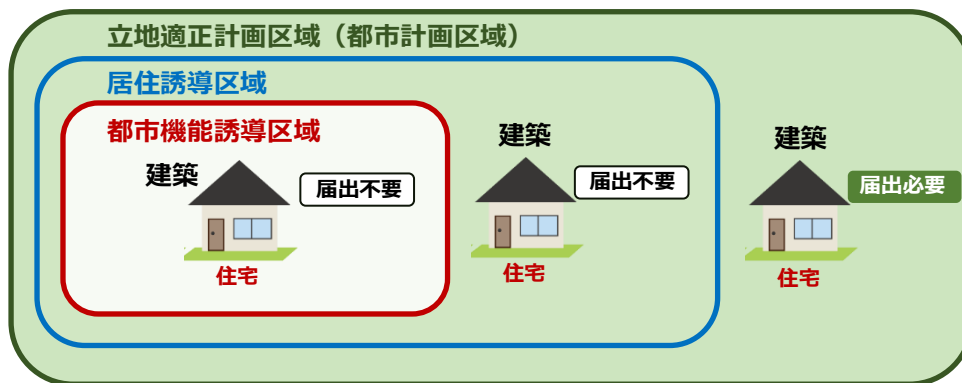 立地適正計画区域（都市計画区域）
居住誘導区域
都市機能誘導区域
建築
届出不要
住宅
建築
届出不要
住宅
建築
届出必要
住宅